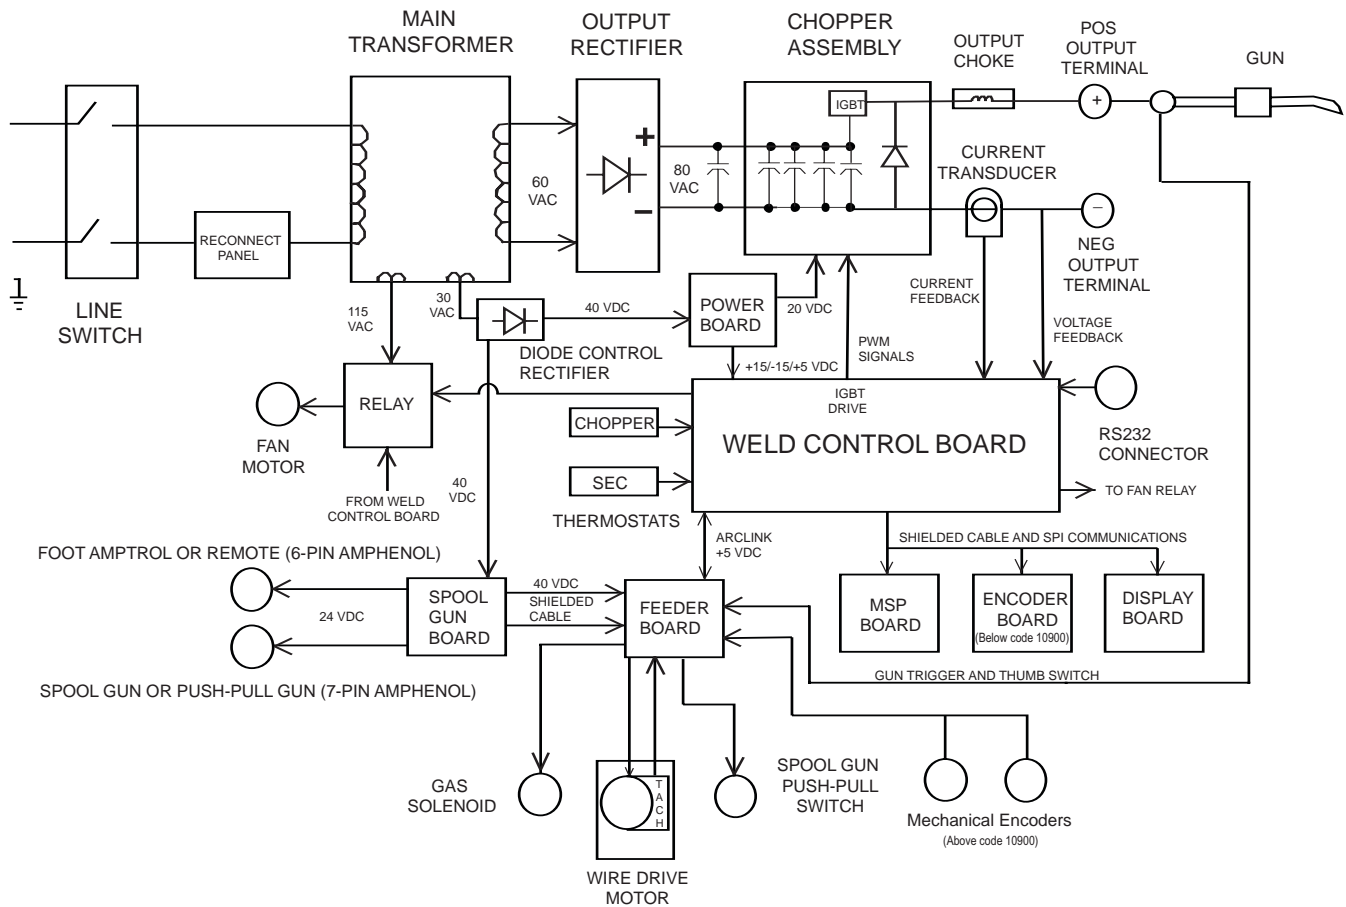 MAIN
TRANSFORMER
OUTPUT
RECTIFIER
CHOPPER
ASSEMBLY
OUTPUT
CHOKE
POS
OUTPUT
TERMINAL
GUN
IGBT
+
+
−
60
VAC
80
VAC
CURRENT
TRANSDUCER
−
NEG
OUTPUT
TERMINAL
RECONNECT
PANEL
LINE
SWITCH
115
VAC
30
VAC
40 VDC
POWER
BOARD
20 VDC
CURRENT
FEEDBACK
VOLTAGE
FEEDBACK
DIODE CONTROL
RECTIFIER
+15/-15/+5 VDC
PWM
SIGNALS
RELAY
FAN
MOTOR
FROM WELD
CONTROL BOARD
40
VDC
CHOPPER
SEC
THERMOSTATS
IGBT
DRIVE
WELD CONTROL BOARD
RS232
CONNECTOR
TO FAN RELAY
ARCLINK
+5 VDC
SHIELDED CABLE AND SPI COMMUNICATIONS
FOOT AMPTROL OR REMOTE (6-PIN AMPHENOL)
24 VDC
SPOOL
GUN
BOARD
40 VDC
SHIELDED
CABLE
FEEDER
BOARD
MSP
BOARD
ENCODER
BOARD
(Below code 10900)
DISPLAY
BOARD
SPOOL GUN OR PUSH-PULL GUN (7-PIN AMPHENOL)
GUN TRIGGER AND THUMB SWITCH
GAS
SOLENOID
TACH
WIRE DRIVE
MOTOR
SPOOL GUN
PUSH-PULL
SWITCH
Mechanical Encoders
(Above code 10900)